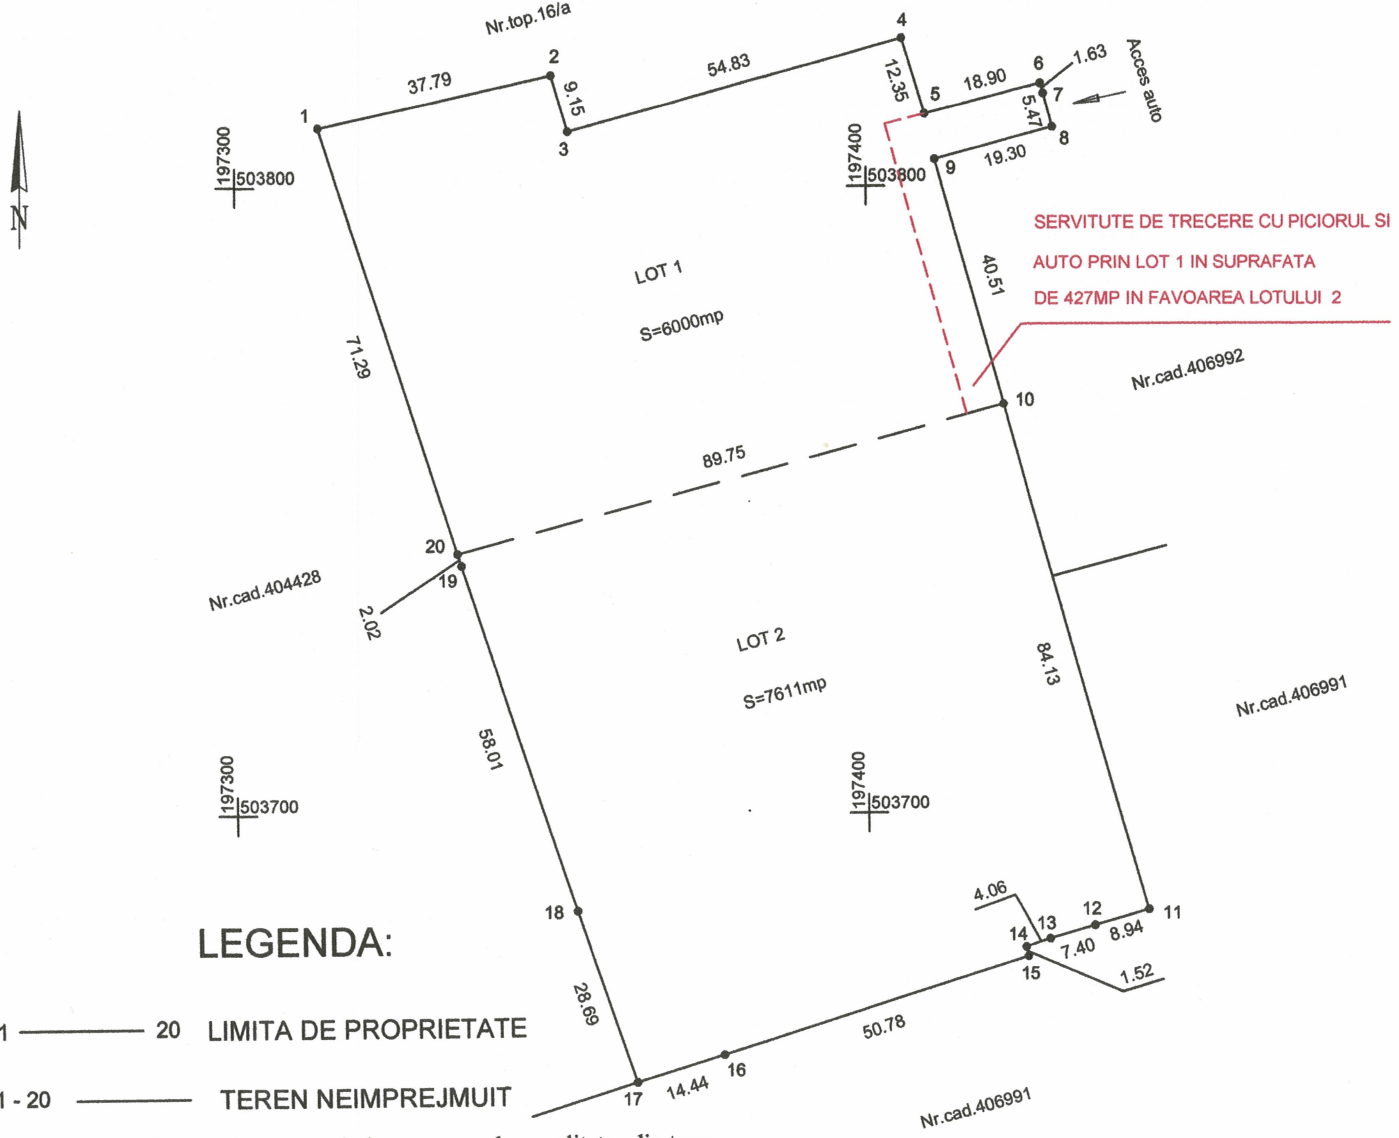 Nr.top.16/a
4
2
37.79
54.83
12.35
18.90
6
1.63
Acces auto
1
9.15
5
7
5.47
3
8
197300
503800
197400
503800
9
19.30
N
SERVITUTE DE TRECERE CU PICIORUL SI
AUTO PRIN LOT 1 IN SUPRAFATA
DE 427MP IN FAVOAREA LOTULUI 2
LOT 1
S=6000mp
40.51
71.29
Nr.cad.406992
10
89.75
20
19
Nr.cad.404428
2.02
LOT 2
S=7611mp
84.13
Nr.cad.406991
58.01
197300
503700
197400
503700
4.06
18
14
13
12
11
7.40
8.94
15
1.52
LEGENDA:
28.69
50.78
1 20 LIMITA DE PROPRIETATE
16
17
14.44
1 - 20 TEREN NEIMPREJMUIT
Nr.cad.406991